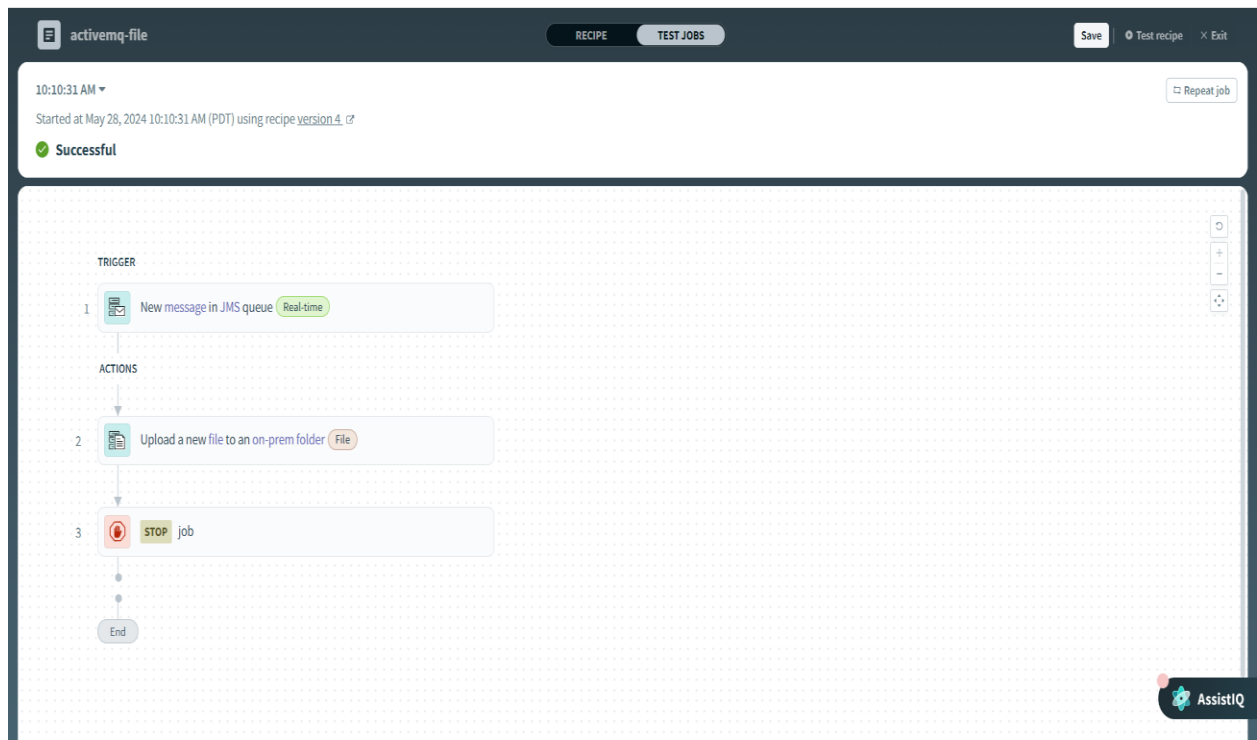 activemq-file
RECIPE TEST JOBS
Save Test recipe Exit
10:10:31 AM
Repeat job
Started at May 28, 2024 10:10:31 AM (PDT) using recipe version 4
Successful
TRIGGER
1 New message in JMS queue Real-time
ACTIONS
2 Upload a new file to an on-prem folder File
3 STOP job
End
AssistIQ